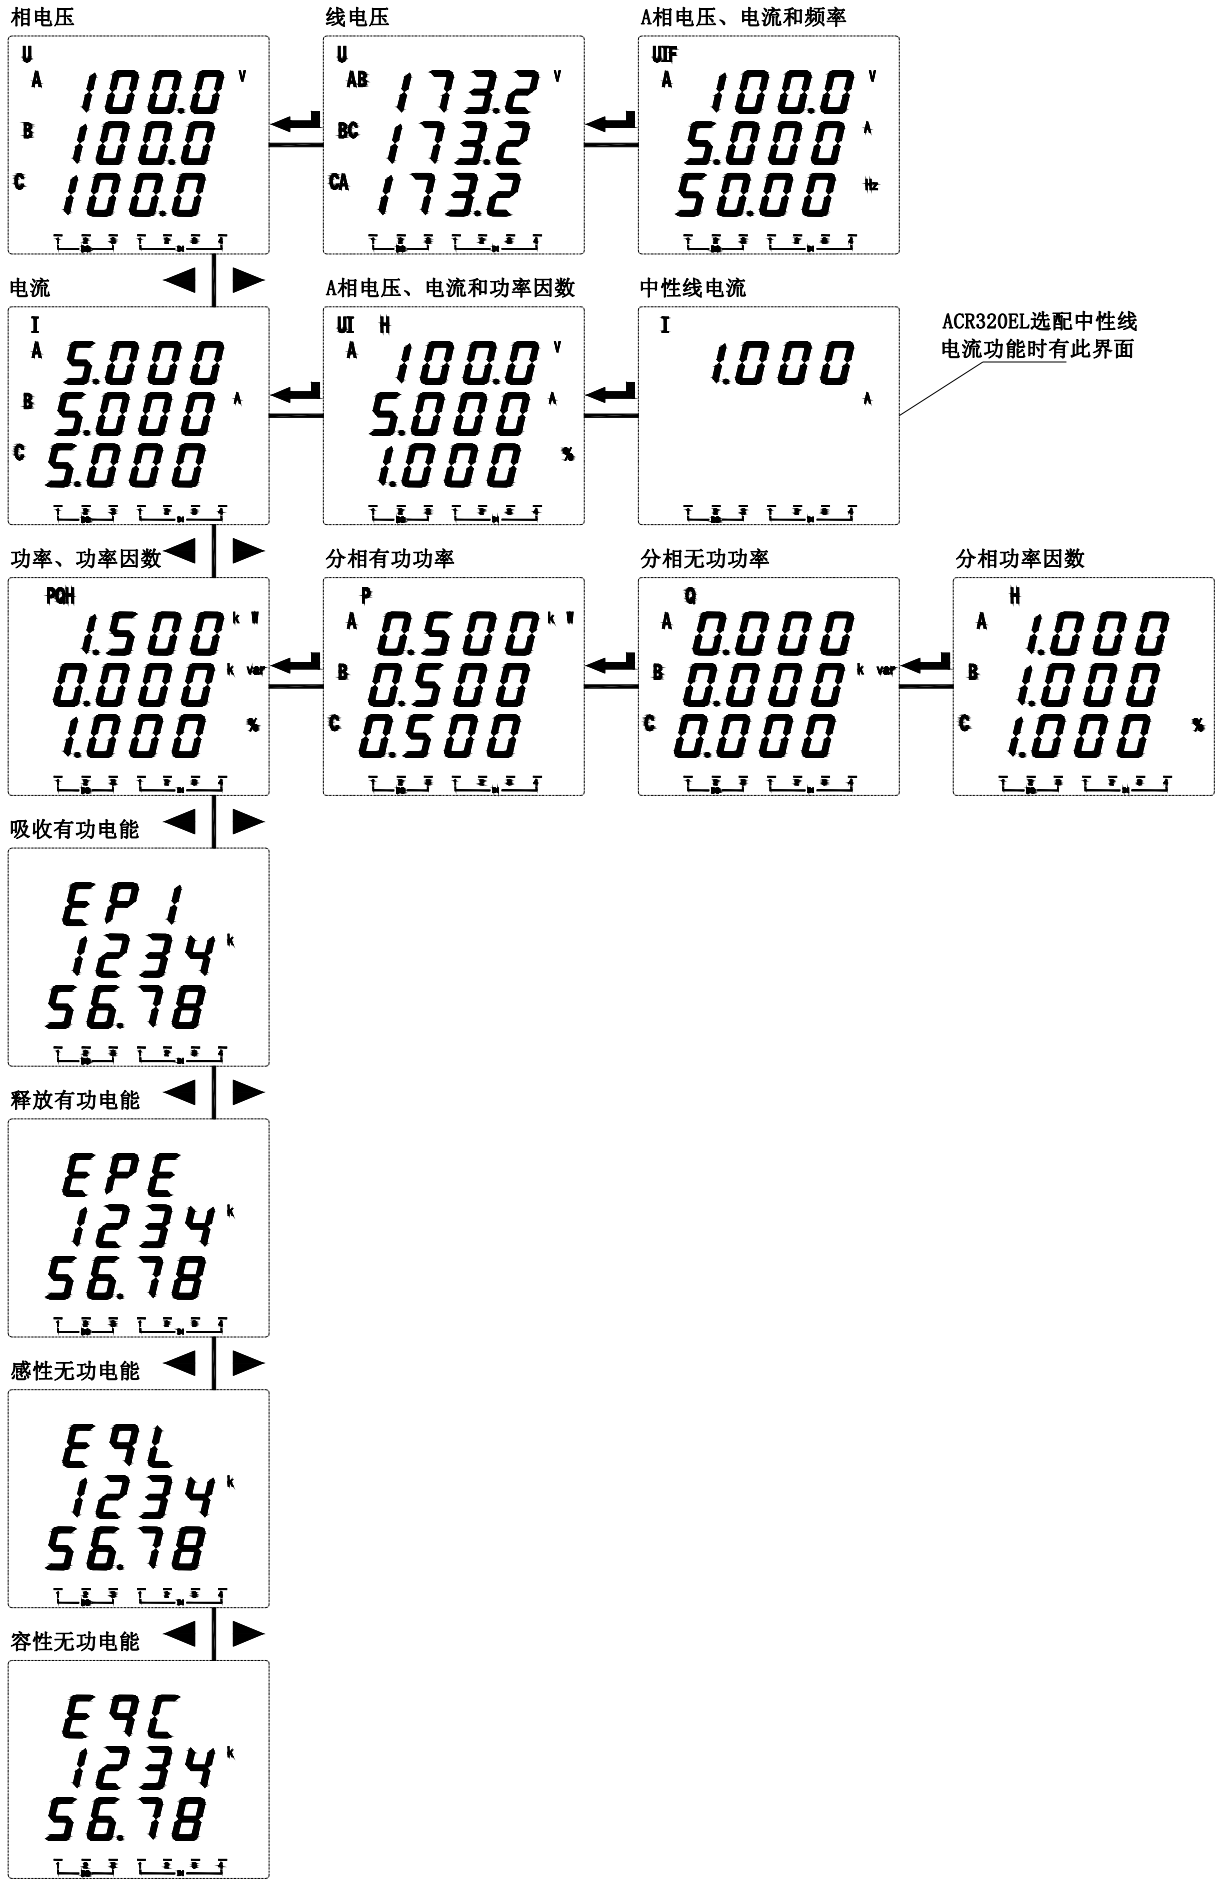 相电压
U
A 100.0 V
B 100.0
C 100.0
线电压
U
AB 173.2 V
BC 173.2
CA 173.2
A相电压、电流和频率
UIF
A 100.0 V
5.000 A
50.00 Hz
电流
I
A 5.000
B 5.000 A
C 5.000
A相电压、电流和功率因数
UI H
A 100.0 V
5.000 A
1.000 %
中性线电流
I
1.000
A
ACR320EL选配中性线
电流功能时有此界面
功率、功率因数
PQH
1.500 k W
0.000 k var
1.000 %
分相有功功率
P
A 0.500 k W
B 0.500
C 0.500
分相无功功率
Q
A 0.000
B 0.000 k var
C 0.000
分相功率因数
H
A 1.000
B 1.000
C 1.000 %
吸收有功电能
EPI
1234 k
56.78
释放有功电能
EPE
1234 k
56.78
感性无功电能
EqL
1234 k
56.78
容性无功电能
EqC
1234 k
56.78